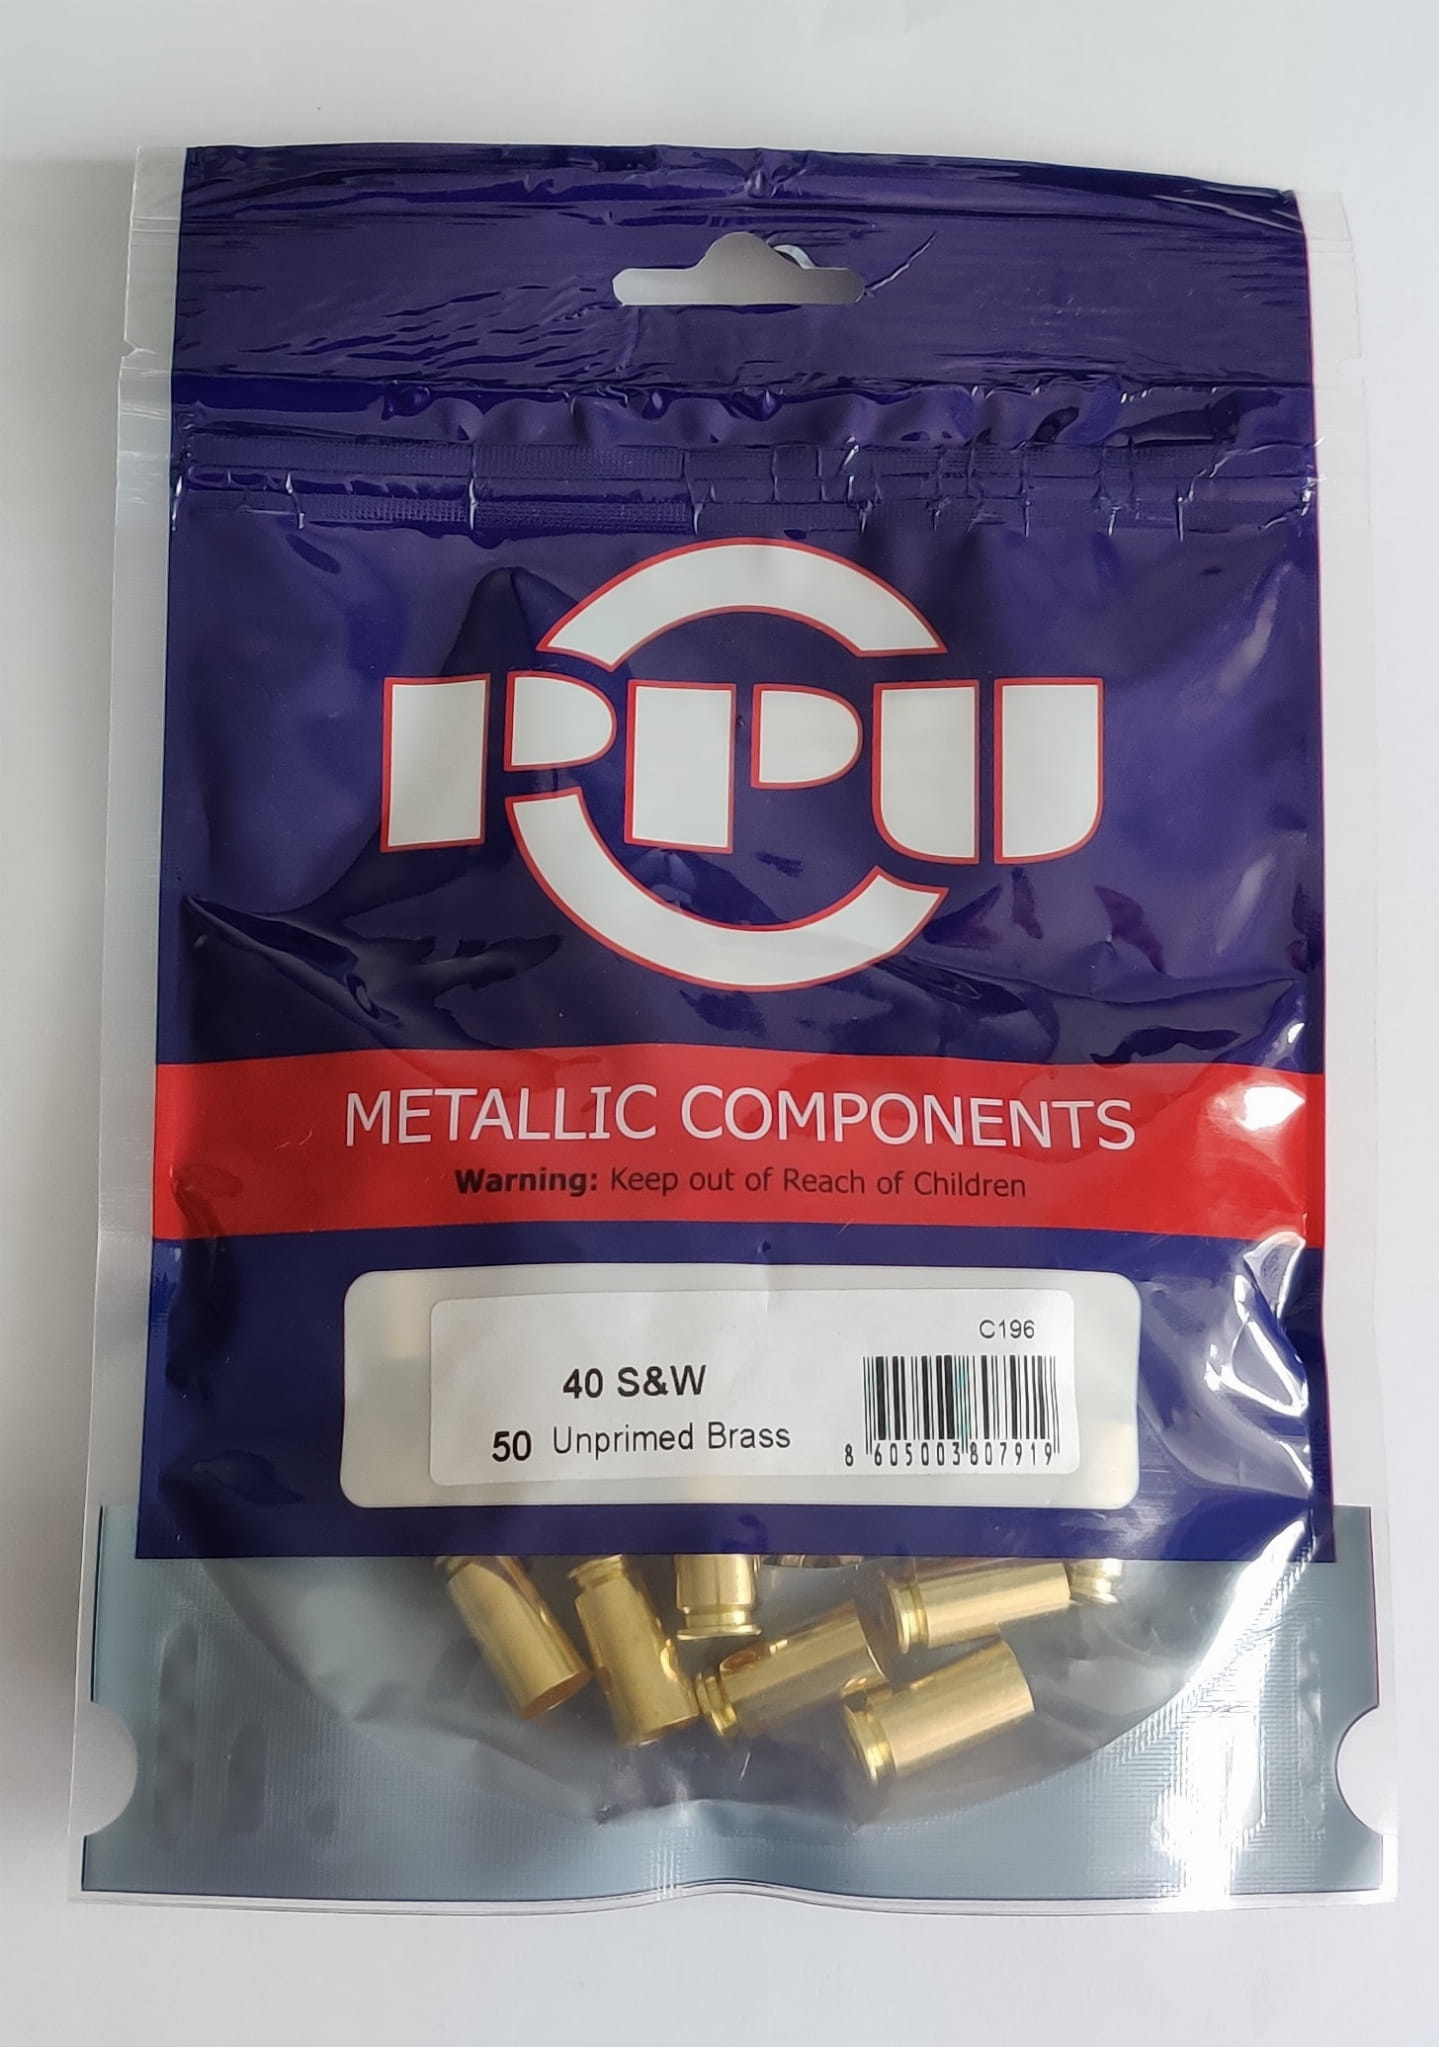 PPU
METALLIC COMPONENTS
Warning: Keep out of Reach of Children
C196
40 S&W
50 Unprimed Brass
8 605003 807919